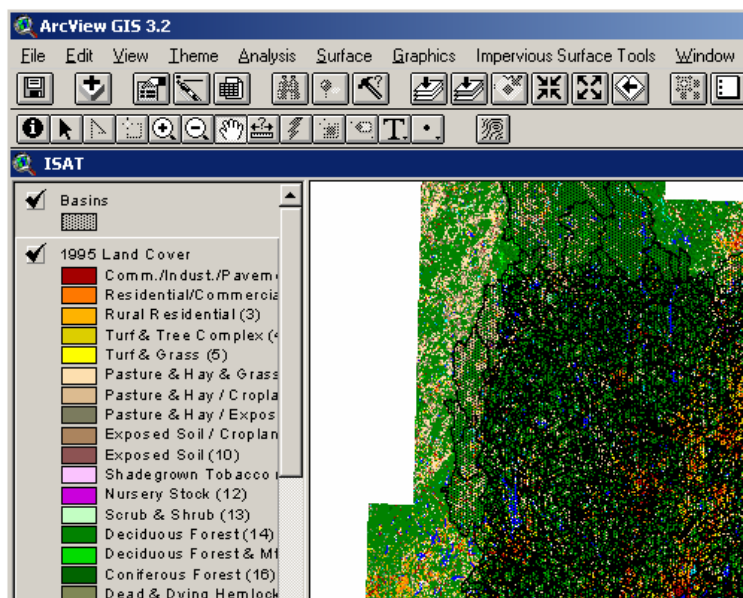 ArcView GIS 3.2
File Edit View Theme Analysis Surface Graphics Impervious Surface Tools Window
T
ISAT
Basins
1995 Land Cover
Comm./Indust./Pavem
Residential/Commercia
Rural Residential (3)
Turf & Tree Complex (
Turf & Grass (5)
Pasture & Hay & Grass
Pasture & Hay / Cropla
Pasture & Hay / Expos
Exposed Soil / Croplan
Exposed Soil (10)
Shadegrown Tobacco
Nursery Stock (12)
Scrub & Shrub (13)
Deciduous Forest (14)
Deciduous Forest & Mt
Coniferous Forest (16)
Dead & Dying Hemlock